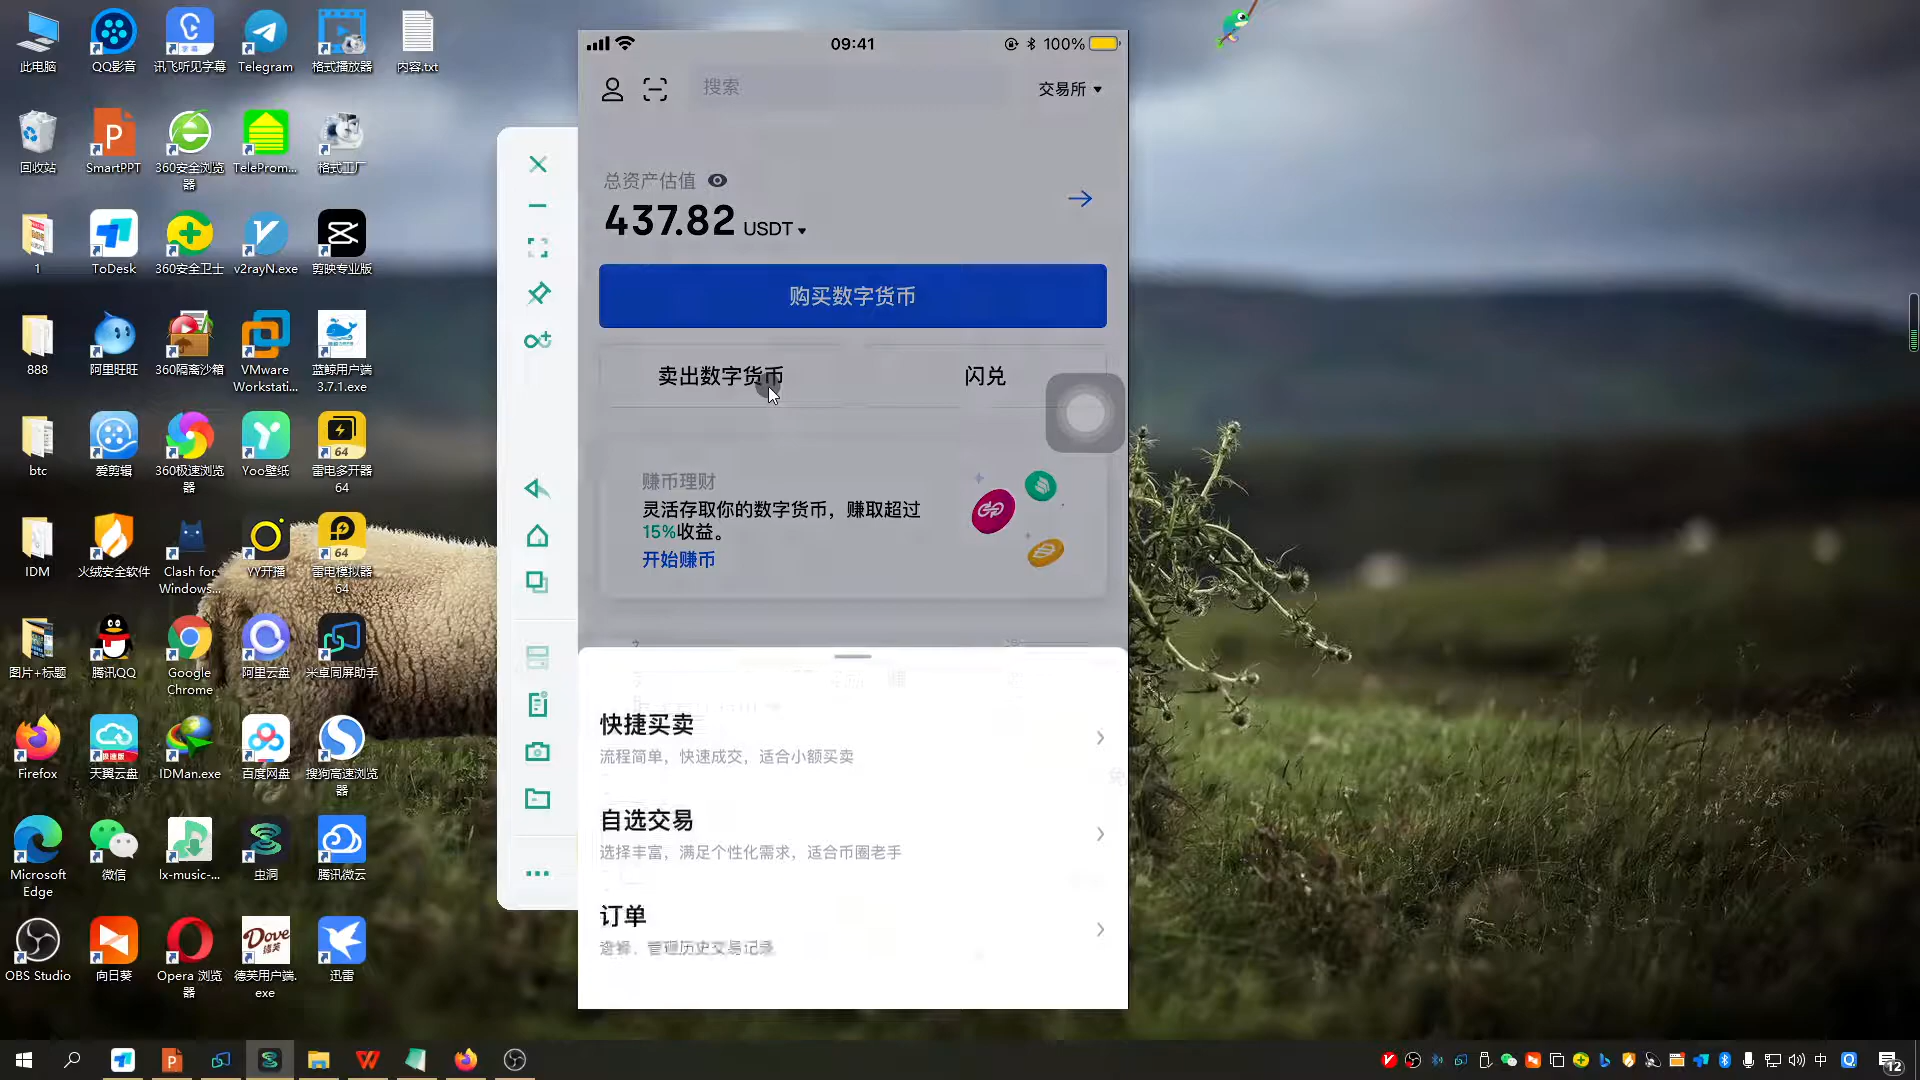 此电脑
QQ影音
讯飞听见字幕
Telegram
格式播放器
内容.txt
回收站
SmartPPT
360安全浏览器
TeleProm...
格式工厂
1
ToDesk
360安全卫士
v2rayN.exe
剪映专业版
888
阿里旺旺
360隔离沙箱
VMware Workstati...
蓝鲸用户端3.7.1.exe
btc
爱剪辑
360极速浏览器
Yoo壁纸
雷电多开器64
IDM
火绒安全软件
Clash for Windows...
YY开播
雷电模拟器64
图片+标题
腾讯QQ
Google Chrome
阿里云盘
米卓同屏助手
Firefox
天翼云盘
IDMan.exe
百度网盘
搜狗高速浏览器
Microsoft Edge
微信
lx-music-...
虫洞
腾讯微云
OBS Studio
向日葵
Opera 浏览器
德芙用户端.exe
迅雷
09:41
100%
搜索
交易所
总资产估值
437.82 USDT
购买数字货币
卖出数字货币
闪兑
赚币理财
灵活存取你的数字货币，赚取超过
15%收益。
开始赚币
快捷买卖
流程简单，快速成交，适合小额买卖
自选交易
选择丰富，满足个性化需求，适合币圈老手
订单
管理历史交易记录
中
12